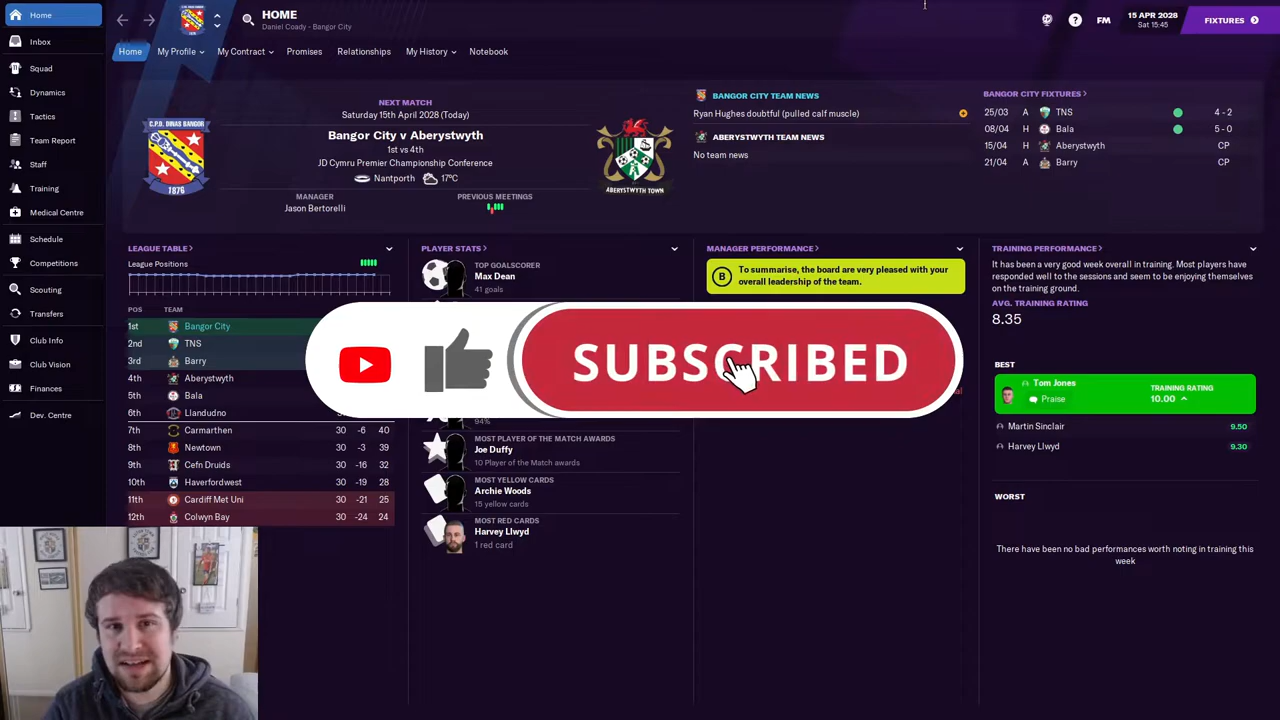 Home
Inbox
Squad
Dynamics
Tactics
Team Report
Staff
Training
Medical Centre
Schedule
Competitions
Scouting
Transfers
Club Info
Club Vision
Finances
Dev. Centre
HOME
Daniel Coady - Bangor City
FM
15 APR 2028
Sat 15:45
FIXTURES
Home
My Profile
My Contract
Promises
Relationships
My History
Notebook
C.P.D. DINAS BANGOR
1876
NEXT MATCH
Saturday 15th April 2028 (Today)
Bangor City v Aberystwyth
1st vs 4th
JD Cymru Premier Championship Conference
Nantporth 17°C
MANAGER
Jason Bertorelli
PREVIOUS MEETINGS
ABERYSTWYTH TOWN
BANGOR CITY TEAM NEWS
Ryan Hughes doubtful (pulled calf muscle)
ABERYSTWYTH TEAM NEWS
No team news
BANGOR CITY FIXTURES
25/03 A TNS 4 - 2
08/04 H Bala 5 - 0
15/04 H Aberystwyth CP
21/04 A Barry CP
LEAGUE TABLE
League Positions
POS TEAM
1st Bangor City
2nd TNS
3rd Barry
4th Aberystwyth
5th Bala
6th Llandudno
7th Carmarthen 30 -6 40
8th Newtown 30 -3 39
9th Cefn Druids 30 -16 32
10th Haverfordwest 30 -19 28
11th Cardiff Met Uni 30 -21 25
12th Colwyn Bay 30 -24 24
PLAYER STATS
TOP GOALSCORER
Max Dean
41 goals
94%
MOST PLAYER OF THE MATCH AWARDS
Joe Duffy
10 Player of the Match awards
MOST YELLOW CARDS
Archie Woods
15 yellow cards
MOST RED CARDS
Harvey Llwyd
1 red card
MANAGER PERFORMANCE
B
To summarise, the board are very pleased with your
overall leadership of the team.
SUBSCRIBED
TRAINING PERFORMANCE
It has been a very good week overall in training. Most players have
responded well to the sessions and seem to be enjoying themselves
on the training ground.
AVG. TRAINING RATING
8.35
BEST
Tom Jones
Praise
TRAINING RATING
10.00
Martin Sinclair 9.50
Harvey Llwyd 9.30
WORST
There have been no bad performances worth noting in training this
week